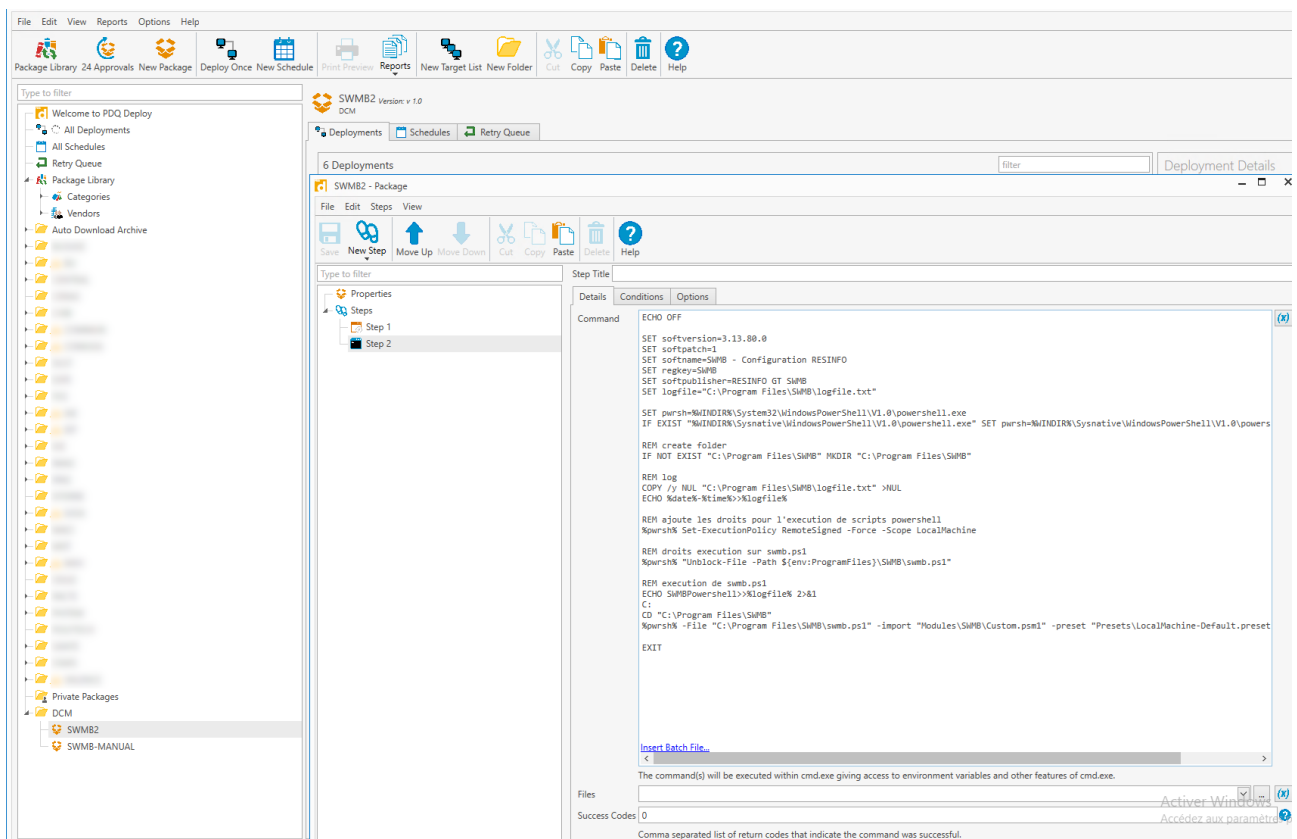 File Edit View Reports Options Help
Package Library 24 Approvals New Package Deploy Once New Schedule Print Preview Reports New Target List New Folder Cut Copy Paste Delete Help
Type to filter
Welcome to PDQ Deploy
All Deployments
All Schedules
Retry Queue
Package Library
Categories
Vendors
Auto Download Archive
Private Packages
DCM
SWMB2
SWMB-MANUAL
SWMB2 Version: v 1.0
DCM
Deployments Schedules Retry Queue
6 Deployments
filter
Deployment Details
SWMB2 - Package
File Edit Steps View
Save New Step Move Up Move Down Cut Copy Paste Delete Help
Type to filter
Properties
Steps
Step 1
Step 2
Step Title
Details Conditions Options
Command
ECHO OFF
SET softversion=3.13.80.0
SET softpatch=1
SET softname=SWMB - Configuration RESINFO
SET regkey=SWMB
SET softpublisher=RESINFO GT SWMB
SET logfile="C:\Program Files\SWMB\logfile.txt"
SET pwrsh=%WINDIR%\System32\WindowsPowerShell\V1.0\powershell.exe
IF EXIST "%WINDIR%\Sysnative\WindowsPowerShell\V1.0\powershell.exe" SET pwrsh=%WINDIR%\Sysnative\WindowsPowerShell\V1.0\powers
REM create folder
IF NOT EXIST "C:\Program Files\SWMB" MKDIR "C:\Program Files\SWMB"
REM log
COPY /y NUL "C:\Program Files\SWMB\logfile.txt" >NUL
ECHO %date%-%time%>>%logfile%
REM ajoute les droits pour l'execution de scripts powershell
%pwrsh% Set-ExecutionPolicy RemoteSigned -Force -Scope LocalMachine
REM droits execution sur swmb.ps1
%pwrsh% "Unblock-File -Path ${env:ProgramFiles}\SWMB\swmb.ps1"
REM execution de swmb.ps1
ECHO SWMBPowershell>>%logfile% 2>&1
C:
CD "C:\Program Files\SWMB"
%pwrsh% -File "C:\Program Files\SWMB\swmb.ps1" -import "Modules\SWMB\Custom.psm1" -preset "Presets\LocalMachine-Default.preset
EXIT
Insert Batch File...
The command(s) will be executed within cmd.exe giving access to environment variables and other features of cmd.exe.
Files
Success Codes 0
Comma separated list of return codes that indicate the command was successful.
Activer Windows
Accédez aux paramètres